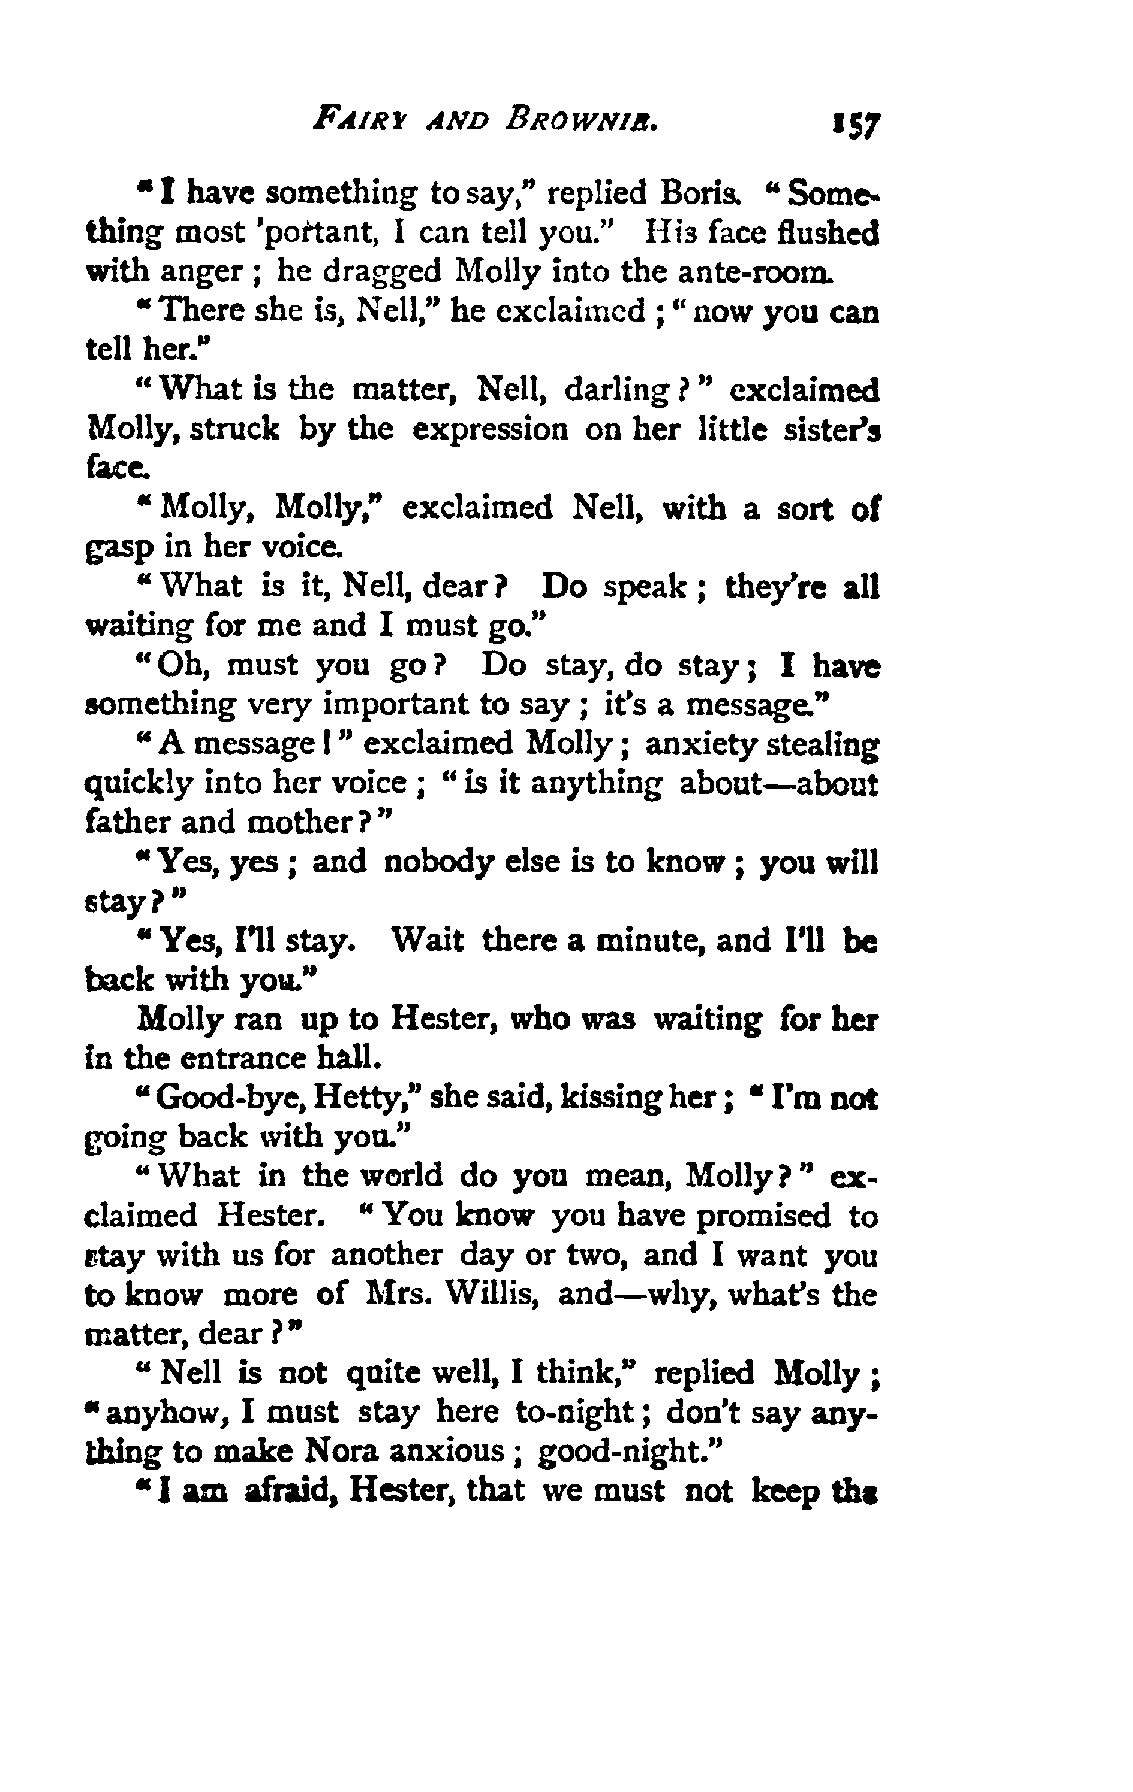 FAIRY AND BROWNIE. 157
"I have something to say," replied Boris. "Some-
thing most 'portant, I can tell you." His face flushed
with anger; he dragged Molly into the ante-room.
"There she is, Nell," he exclaimed; "now you can
tell her."
"What is the matter, Nell, darling?" exclaimed
Molly, struck by the expression on her little sister's
face.
"Molly, Molly," exclaimed Nell, with a sort of
gasp in her voice.
"What is it, Nell, dear? Do speak; they're all
waiting for me and I must go."
"Oh, must you go? Do stay, do stay; I have
something very important to say; it's a message."
"A message!" exclaimed Molly; anxiety stealing
quickly into her voice; "is it anything about—about
father and mother?"
"Yes, yes; and nobody else is to know; you will
stay?"
"Yes, I'll stay. Wait there a minute, and I'll be
back with you."
Molly ran up to Hester, who was waiting for her
in the entrance hall.
"Good-bye, Hetty," she said, kissing her; "I'm not
going back with you."
"What in the world do you mean, Molly?" ex-
claimed Hester. "You know you have promised to
stay with us for another day or two, and I want you
to know more of Mrs. Willis, and—why, what's the
matter, dear?"
"Nell is not quite well, I think," replied Molly;
"anyhow, I must stay here to-night; don't say any-
thing to make Nora anxious; good-night."
"I am afraid, Hester, that we must not keep the